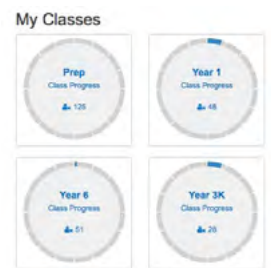 My Classes
Prep
Class Progress
126
Year 1
Class Progress
48
Year 6
Class Progress
51
Year 3K
Class Progress
26